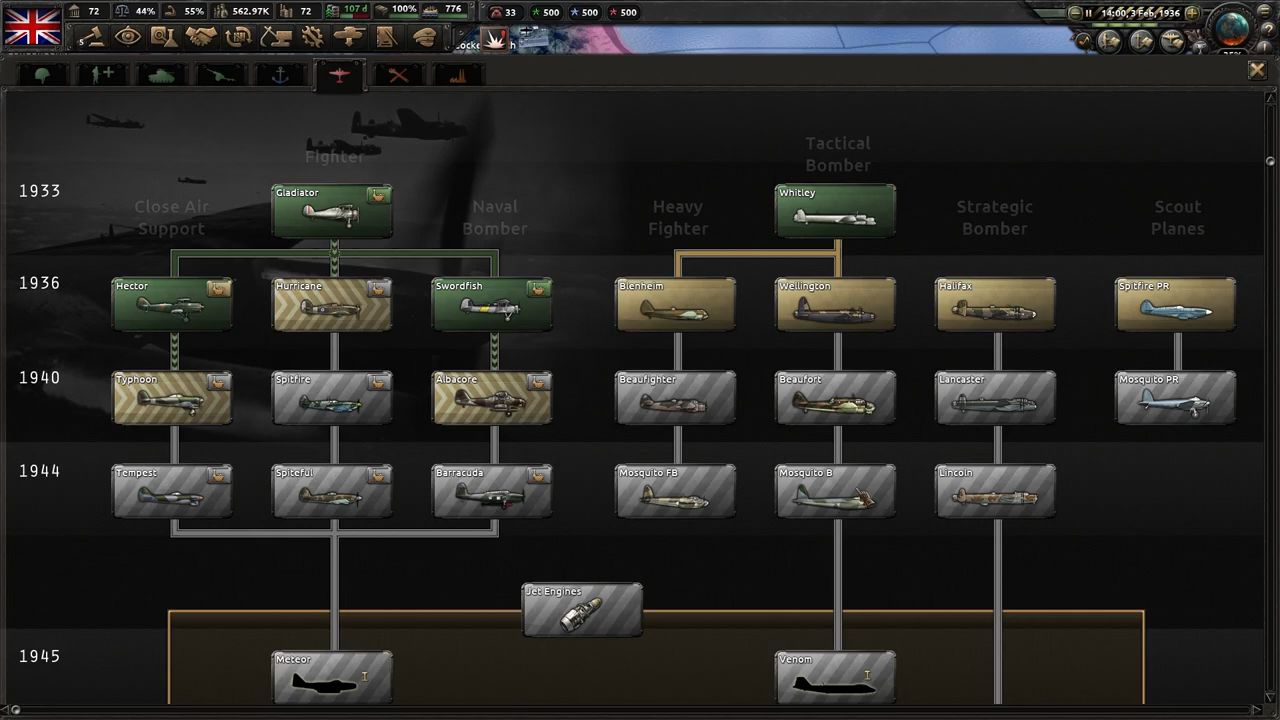 72 44% 55% 562.97K 72 107 d 100% 776 33 500 500 500 14:00, 3 Feb, 1936
5
Fighter
Tactical
Bomber
1933
Gladiator
Whitley
Close Air
Support
Naval
Bomber
Heavy
Fighter
Strategic
Bomber
Scout
Planes
1936
Hector
Hurricane
Swordfish
Blenheim
Wellington
Halifax
Spitfire PR
1940
Typhoon
Spitfire
Albacore
Beaufighter
Beaufort
Lancaster
Mosquito PR
1944
Tempest
Spiteful
Barracuda
Mosquito FB
Mosquito B
Lincoln
Jet Engines
1945
Meteor
I
Venom
I